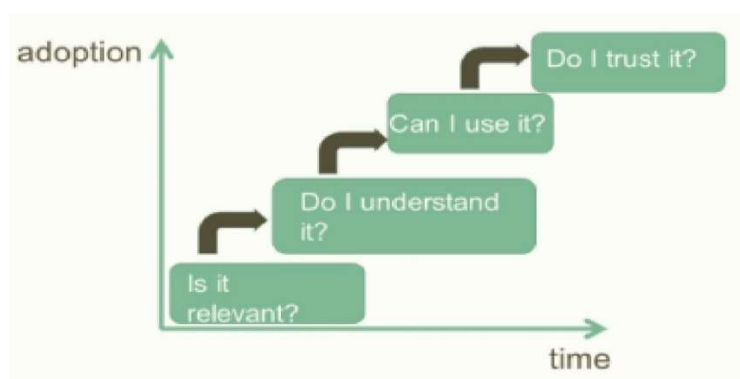 adoption
Do I trust it?
Can I use it?
Do I understand
it?
Is it
relevant?
time